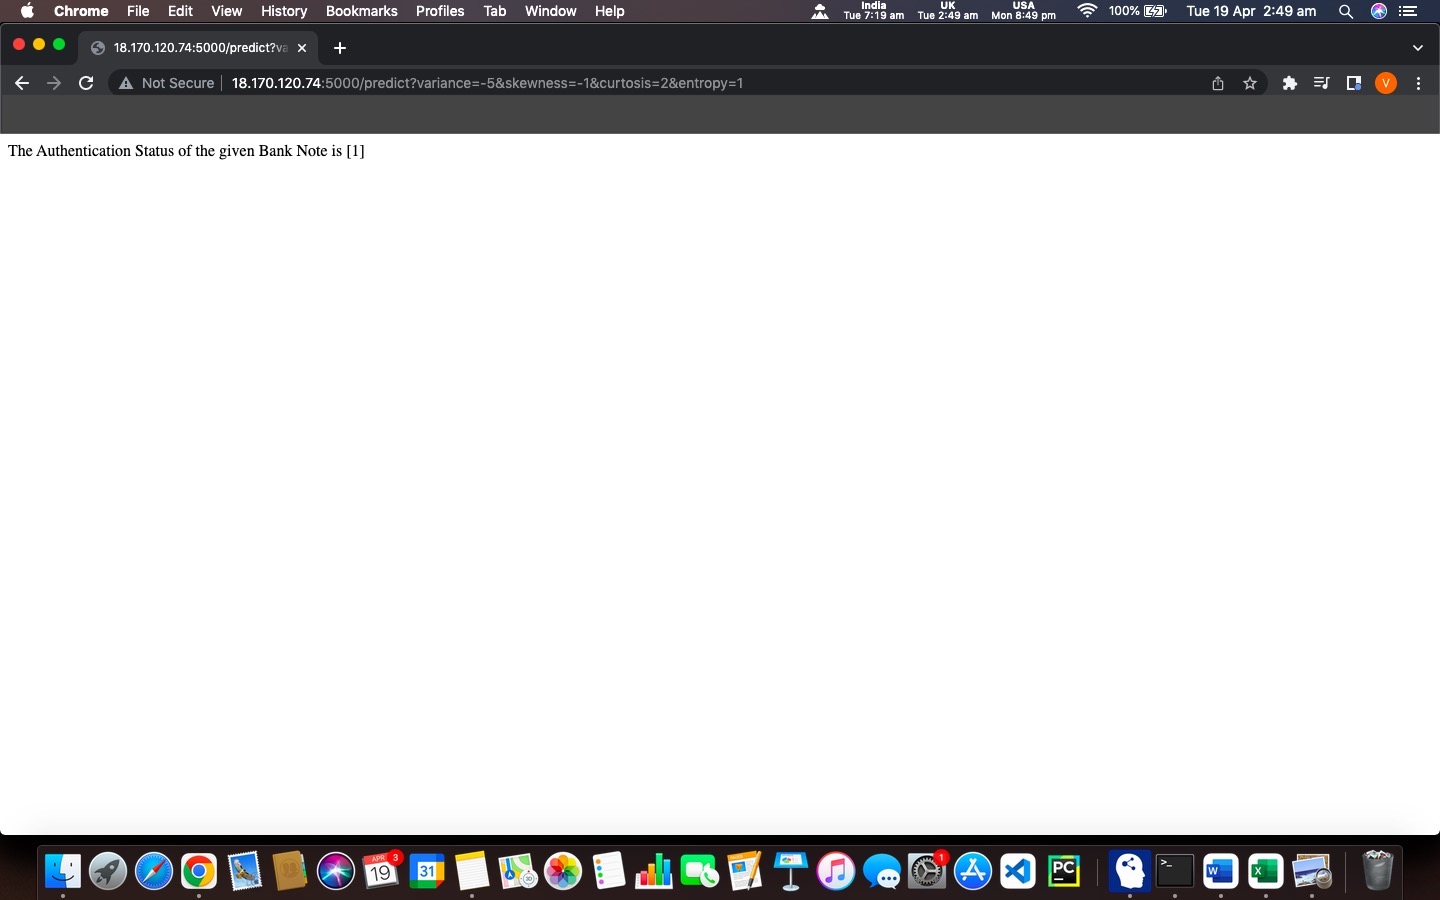 Chrome File Edit View History Bookmarks Profiles Tab Window Help
India
Tue 7:19 am
UK
Tue 2:49 am
USA
Mon 8:49 pm
100%
Tue 19 Apr 2:49 am
18.170.120.74:5000/predict?va
Not Secure
18.170.120.74:5000/predict?variance=-5&skewness=-1&curtosis=2&entropy=1
V
The Authentication Status of the given Bank Note is [1]
APR
19
3
31
1
PC
>_
W
X